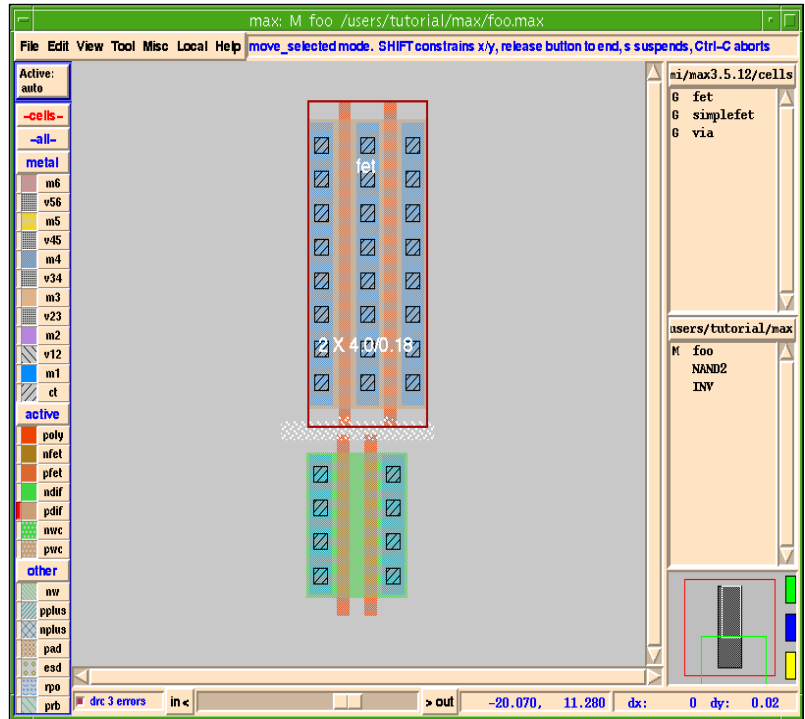 max: M foo /users/tutorial/max/foo.max
File Edit View Tool Misc Local Help
move_selected mode. SHIFT constrains x/y, release button to end, s suspends, Ctrl-C aborts
Active:
auto
-cells-
-all-
metal
m6
v56
m5
v45
m4
v34
m3
v23
m2
v12
m1
ct
active
poly
nfet
pfet
ndif
pdif
nwc
pwc
other
nw
pplus
nplus
pad
esd
rpo
prb
fet
2 X 4.0/0.18
mi/max3.5.12/cells
G fet
G simplefet
G via
users/tutorial/max
M foo
NAND2
INV
drc 3 errors
in <
> out
-20.070, 11.280
dx: 0 dy: 0.02